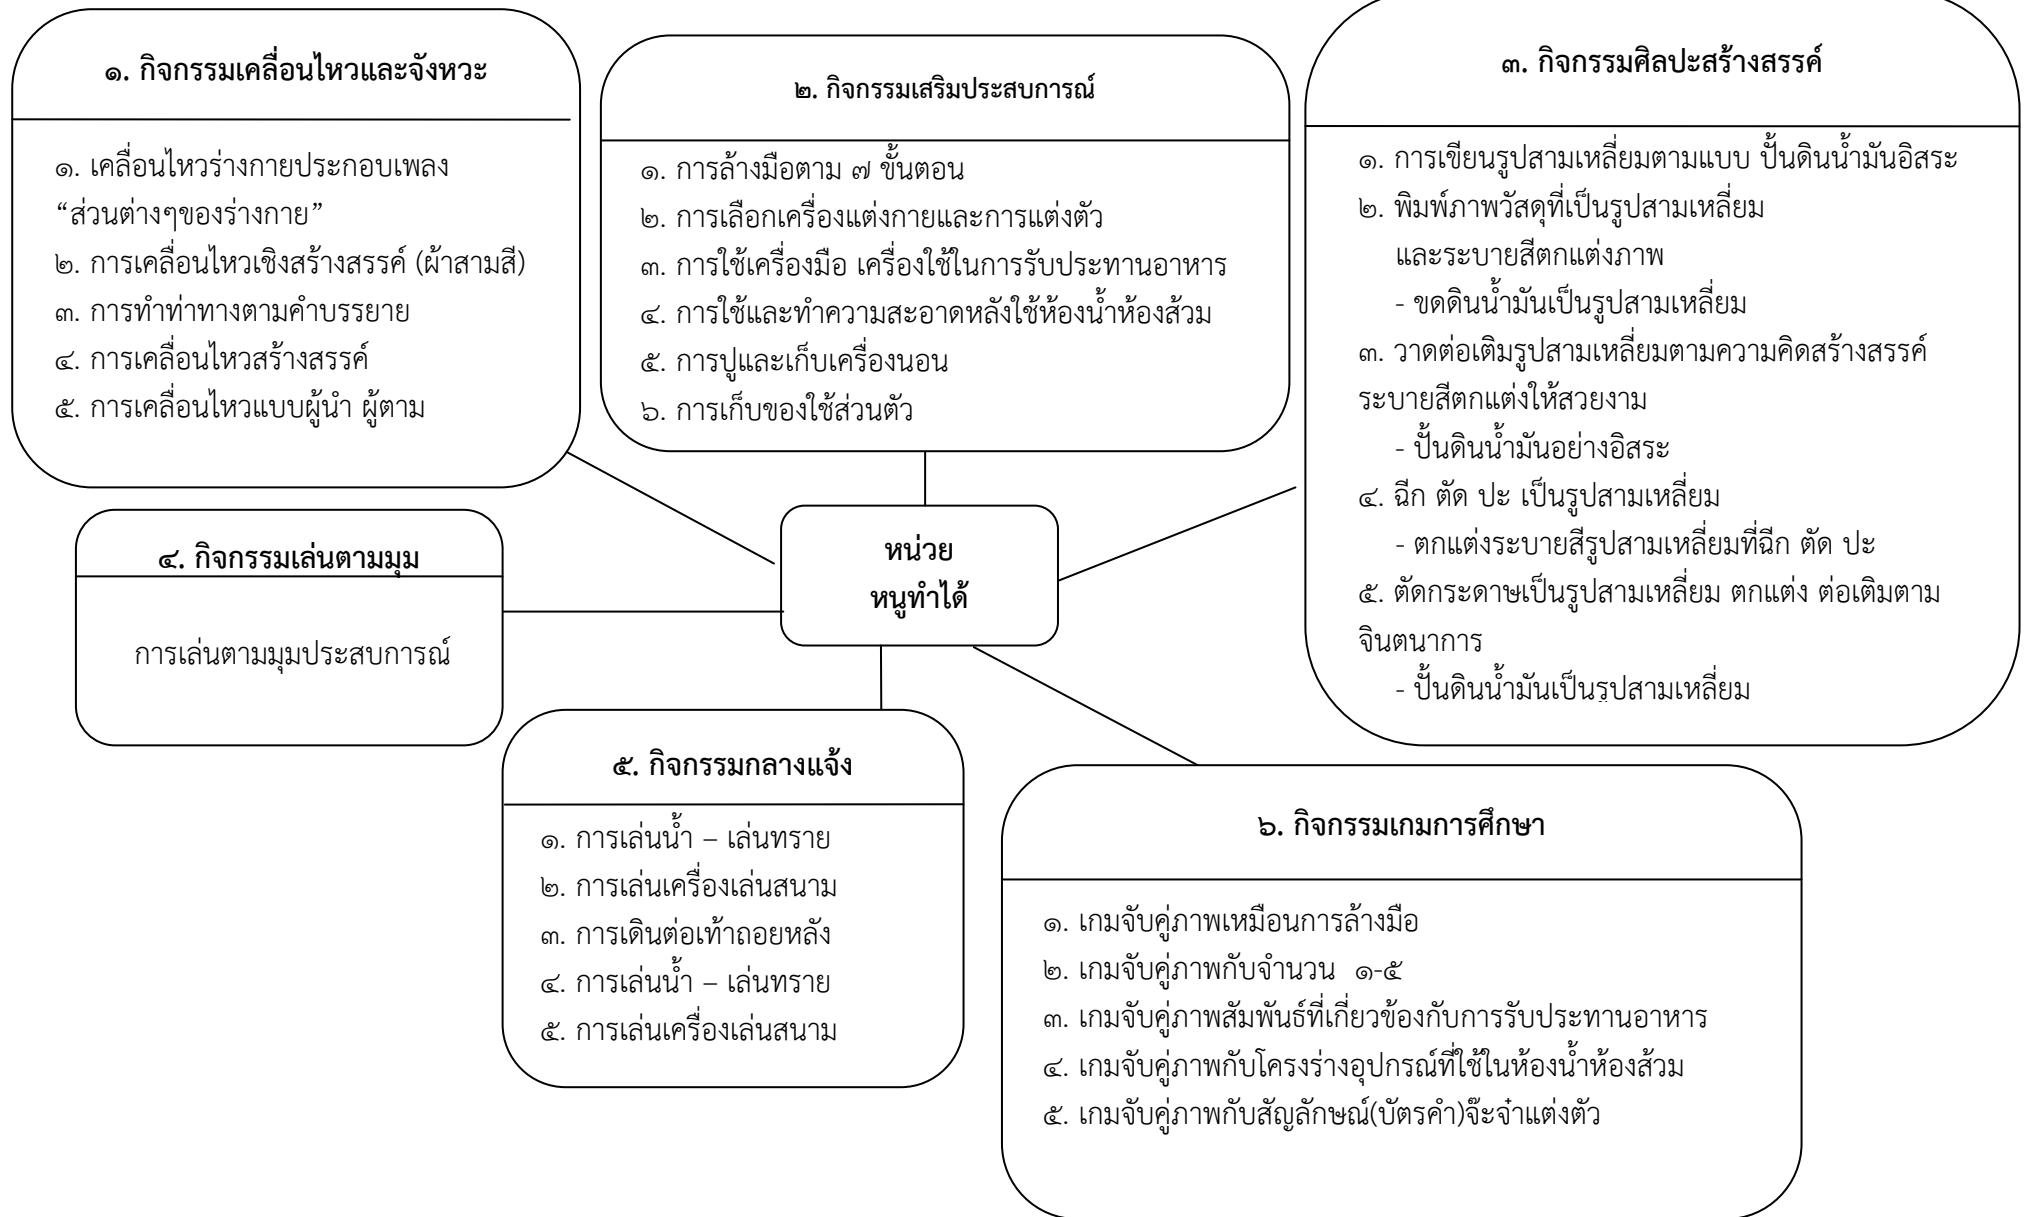 ๑. กิจกรรมเคลื่อนไหวและจังหวะ
๑. เคลื่อนไหวร่างกายประกอบเพลง
“ส่วนต่างๆของร่างกาย”
๒. การเคลื่อนไหวเชิงสร้างสรรค์ (ผ้าสามสี)
๓. การทำท่าทางตามคำบรรยาย
๔. การเคลื่อนไหวสร้างสรรค์
๕. การเคลื่อนไหวแบบผู้นำ ผู้ตาม
๒. กิจกรรมเสริมประสบการณ์
๑. การล้างมือตาม ๗ ขั้นตอน
๒. การเลือกเครื่องแต่งกายและการแต่งตัว
๓. การใช้เครื่องมือ เครื่องใช้ในการรับประทานอาหาร
๔. การใช้และทำความสะอาดหลังใช้ห้องน้ำห้องส้วม
๕. การปูและเก็บเครื่องนอน
๖. การเก็บของใช้ส่วนตัว
๓. กิจกรรมศิลปะสร้างสรรค์
๑. การเขียนรูปสามเหลี่ยมตามแบบ ปั้นดินน้ำมันอิสระ
๒. พิมพ์ภาพวัสดุที่เป็นรูปสามเหลี่ยม
และระบายสีตกแต่งภาพ
- ขดดินน้ำมันเป็นรูปสามเหลี่ยม
๓. วาดต่อเติมรูปสามเหลี่ยมตามความคิดสร้างสรรค์
ระบายสีตกแต่งให้สวยงาม
- ปั้นดินน้ำมันอย่างอิสระ
๔. ฉีก ตัด ปะ เป็นรูปสามเหลี่ยม
- ตกแต่งระบายสีรูปสามเหลี่ยมที่ฉีก ตัด ปะ
๕. ตัดกระดาษเป็นรูปสามเหลี่ยม ตกแต่ง ต่อเติมตาม
จินตนาการ
- ปั้นดินน้ำมันเป็นรูปสามเหลี่ยม
หน่วย
หนูทำได้
๔. กิจกรรมเล่นตามมุม
การเล่นตามมุมประสบการณ์
๕. กิจกรรมกลางแจ้ง
๑. การเล่นน้ำ – เล่นทราย
๒. การเล่นเครื่องเล่นสนาม
๓. การเดินต่อเท้าถอยหลัง
๔. การเล่นน้ำ – เล่นทราย
๕. การเล่นเครื่องเล่นสนาม
๖. กิจกรรมเกมการศึกษา
๑. เกมจับคู่ภาพเหมือนการล้างมือ
๒. เกมจับคู่ภาพกับจำนวน ๑-๕
๓. เกมจับคู่ภาพสัมพันธ์ที่เกี่ยวข้องกับการรับประทานอาหาร
๔. เกมจับคู่ภาพกับโครงร่างอุปกรณ์ที่ใช้ในห้องน้ำห้องส้วม
๕. เกมจับคู่ภาพกับสัญลักษณ์(บัตรคำ)จ๊ะจ๋าแต่งตัว